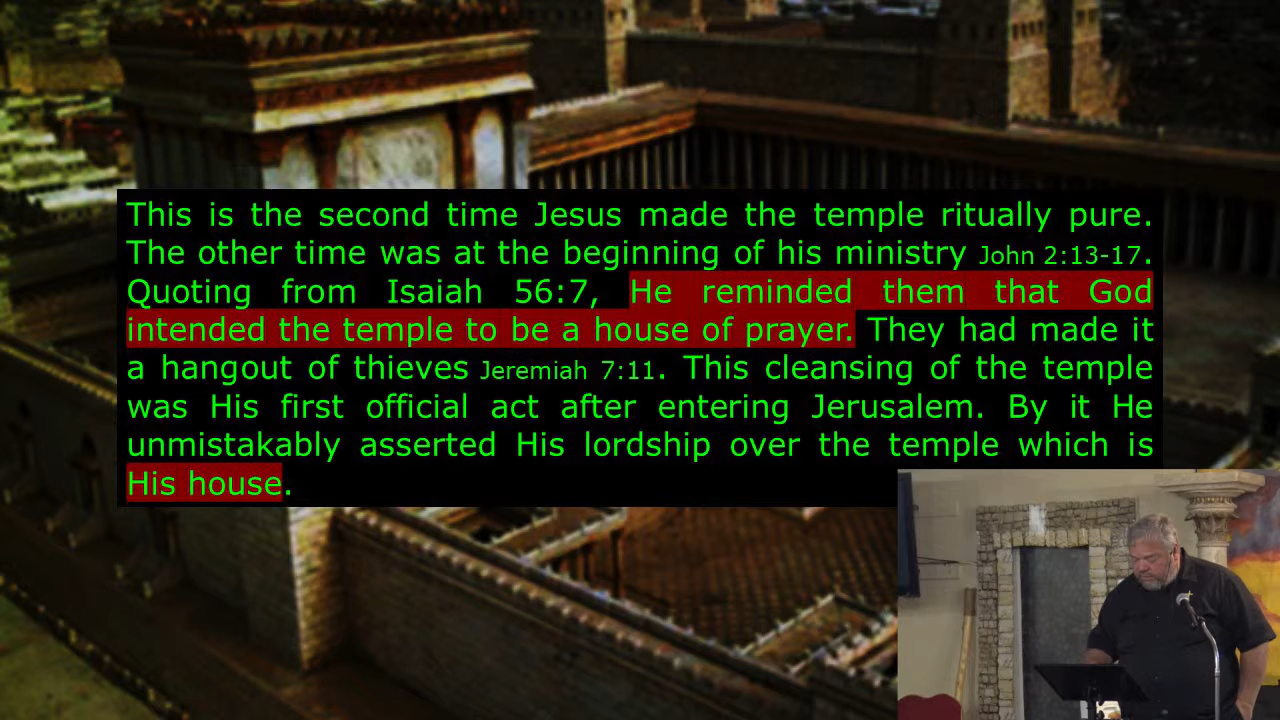 This is the second time Jesus made the temple ritually pure.
The other time was at the beginning of his ministry John 2:13-17.
Quoting from Isaiah 56:7, He reminded them that God
intended the temple to be a house of prayer. They had made it
a hangout of thieves Jeremiah 7:11. This cleansing of the temple
was His first official act after entering Jerusalem. By it He
unmistakably asserted His lordship over the temple which is
His house.